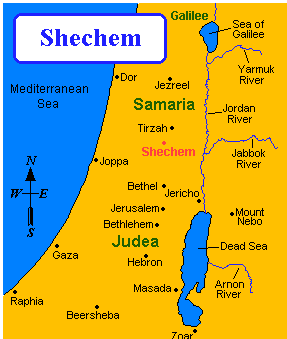 Shechem
Galilee
Sea of
Galilee
Yarmuk
River
Dor
Jezreel
Mediterranean
Sea
Samaria
Jordan
River
Tirzah
Shechem
Jabbok
River
Joppa
N
W E
S
Bethel
Jericho
Jerusalem
Mount
Nebo
Bethlehem
Judea
Dead Sea
Gaza
Hebron
Masada
Arnon
River
Raphia
Beersheba
Zoar